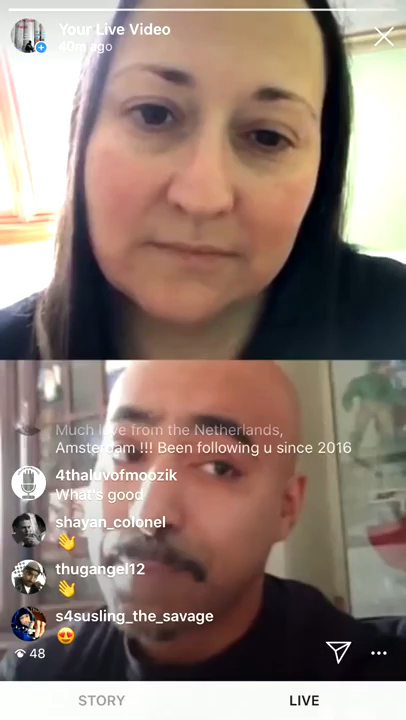 Your Live Video
40m ago
Much love from the Netherlands,
Amsterdam !!! Been following u since 2016
4thaluvofmoozik
What's good
shayan_colonel
👋
thugangel12
👋
s4susling_the_savage
😍
48
STORY
LIVE